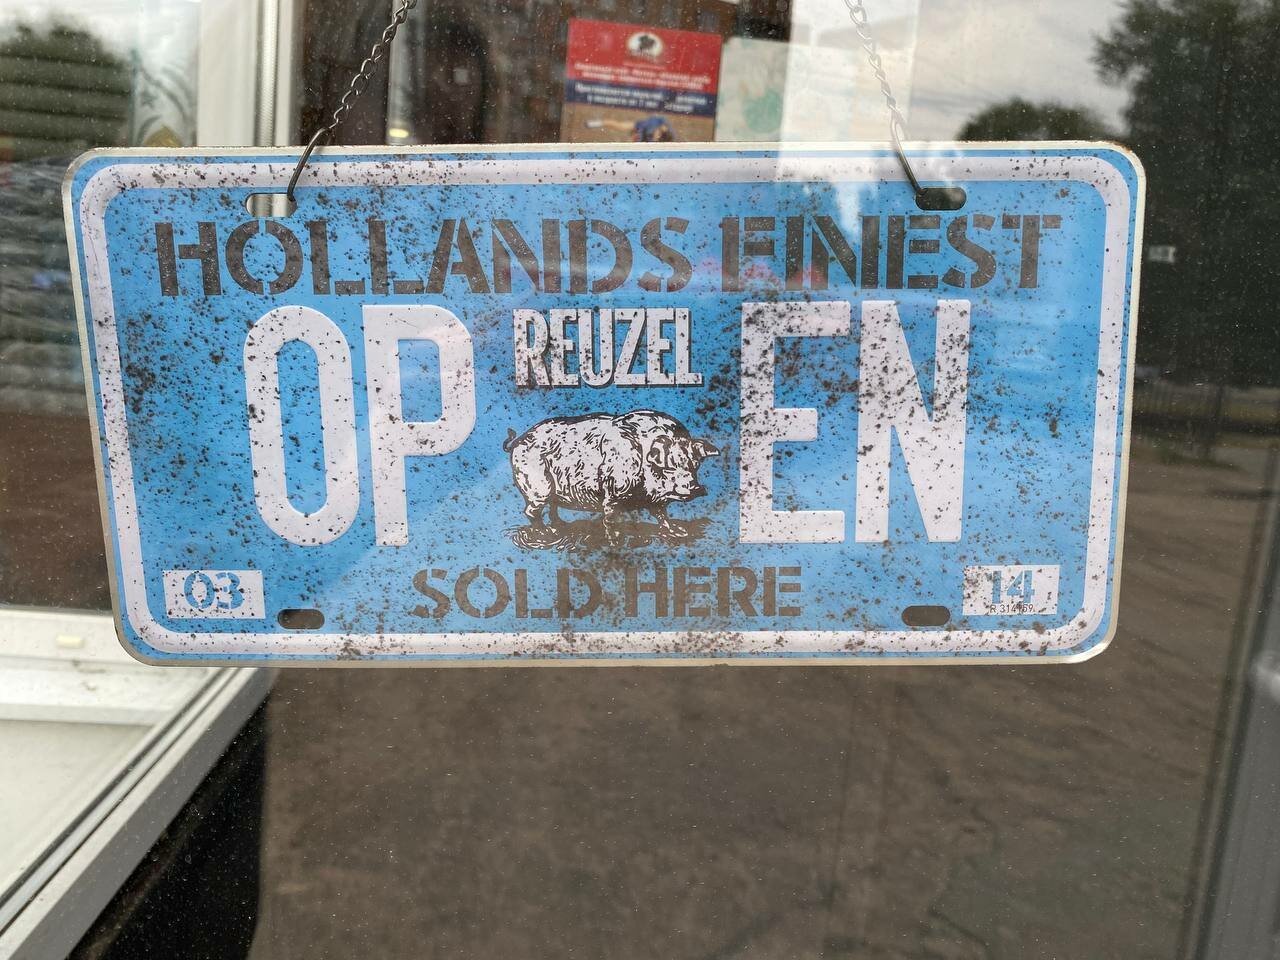 HOLLANDS FINEST
OP REUZEL EN
SOLD HERE
03
14